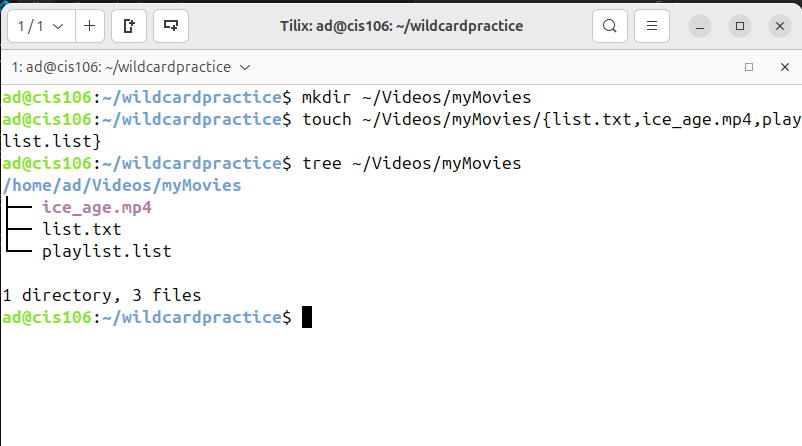 1 / 1
Tilix: ad@cis106: ~/wildcardpractice
1: ad@cis106: ~/wildcardpractice
ad@cis106:~/wildcardpractice$ mkdir ~/Videos/myMovies
ad@cis106:~/wildcardpractice$ touch ~/Videos/myMovies/{list.txt,ice_age.mp4,play
list.list}
ad@cis106:~/wildcardpractice$ tree ~/Videos/myMovies
/home/ad/Videos/myMovies
├── ice_age.mp4
├── list.txt
└── playlist.list
1 directory, 3 files
ad@cis106:~/wildcardpractice$